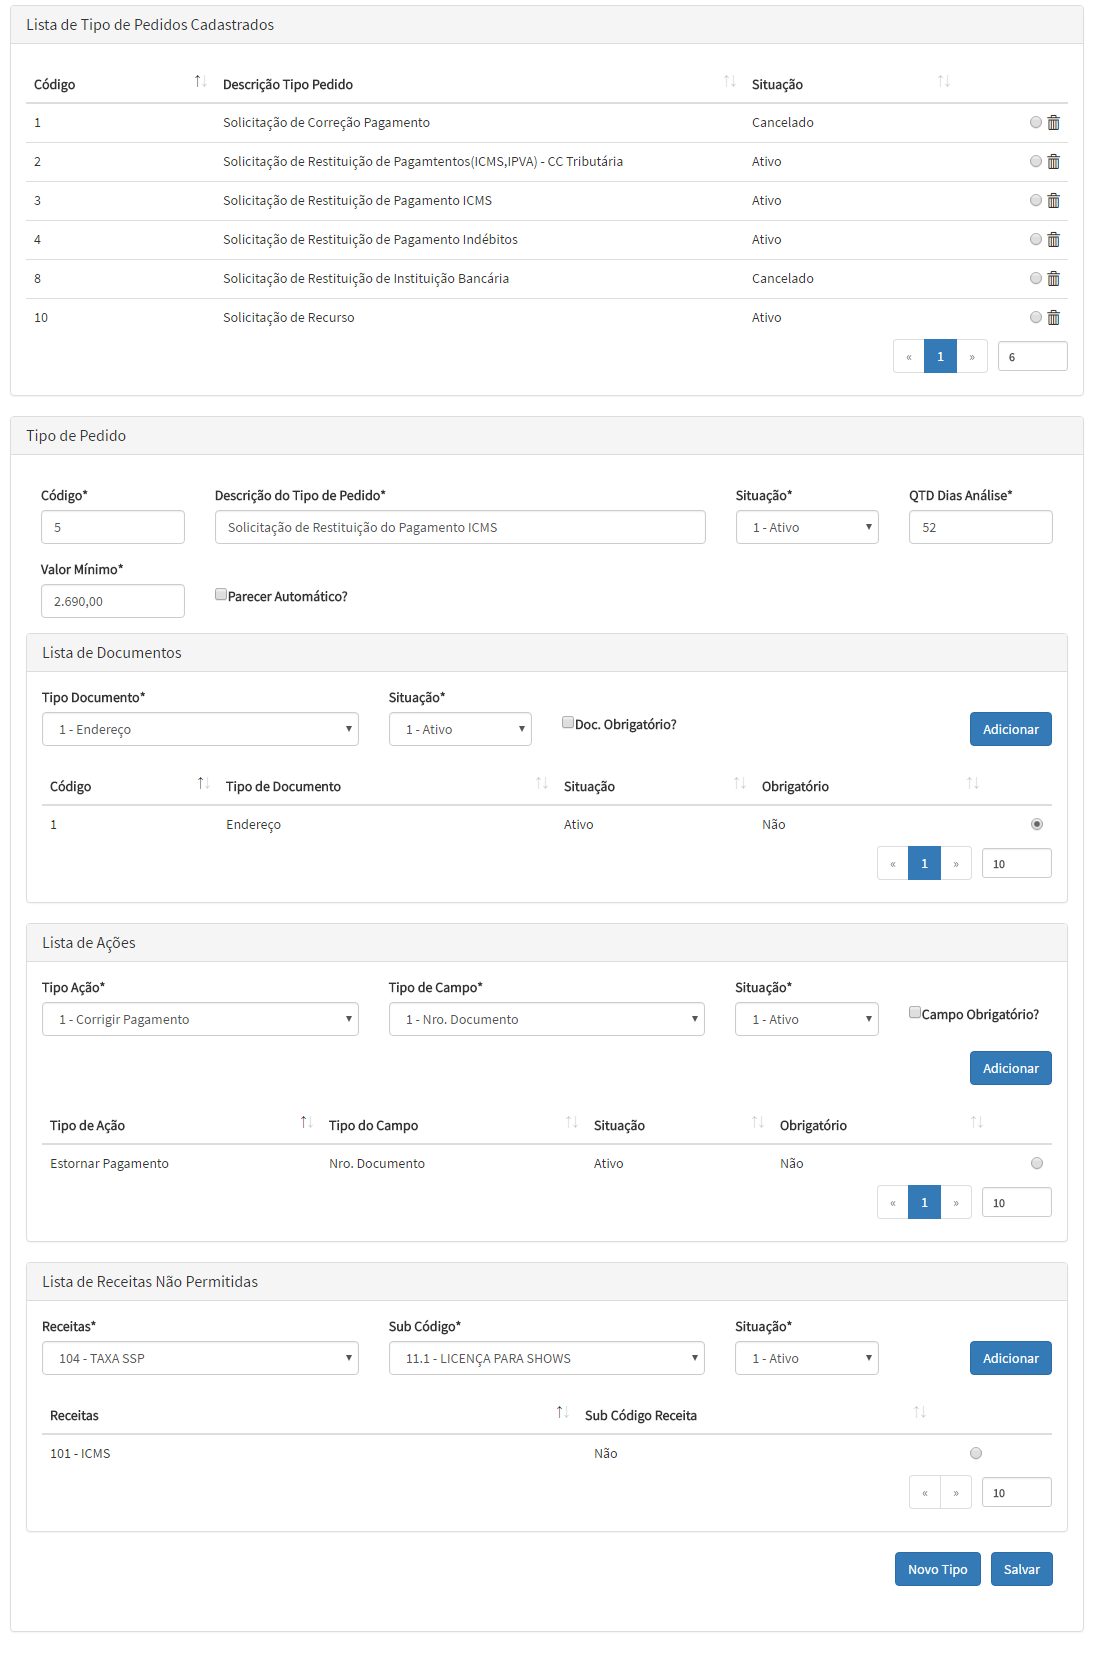 Lista de Tipo de Pedidos Cadastrados
Código Descrição Tipo Pedido Situação
1 Solicitação de Correção Pagamento Cancelado
2 Solicitação de Restituição de Pagamtentos(ICMS,IPVA) - CC Tributária Ativo
3 Solicitação de Restituição de Pagamento ICMS Ativo
4 Solicitação de Restituição de Pagamento Indébitos Ativo
8 Solicitação de Restituição de Instituição Bancária Cancelado
10 Solicitação de Recurso Ativo
« 1 » 6
Tipo de Pedido
Código* Descrição do Tipo de Pedido* Situação* QTD Dias Análise*
5 Solicitação de Restituição do Pagamento ICMS 1 - Ativo 52
Valor Mínimo*
2.690,00 Parecer Automático?
Lista de Documentos
Tipo Documento* Situação*
1 - Endereço 1 - Ativo Doc. Obrigatório? Adicionar
Código Tipo de Documento Situação Obrigatório
1 Endereço Ativo Não
« 1 » 10
Lista de Ações
Tipo Ação* Tipo de Campo* Situação*
1 - Corrigir Pagamento 1 - Nro. Documento 1 - Ativo Campo Obrigatório?
Adicionar
Tipo de Ação Tipo do Campo Situação Obrigatório
Estornar Pagamento Nro. Documento Ativo Não
« 1 » 10
Lista de Receitas Não Permitidas
Receitas* Sub Código* Situação*
104 - TAXA SSP 11.1 - LICENÇA PARA SHOWS 1 - Ativo Adicionar
Receitas Sub Código Receita
101 - ICMS Não
« » 10
Novo Tipo Salvar